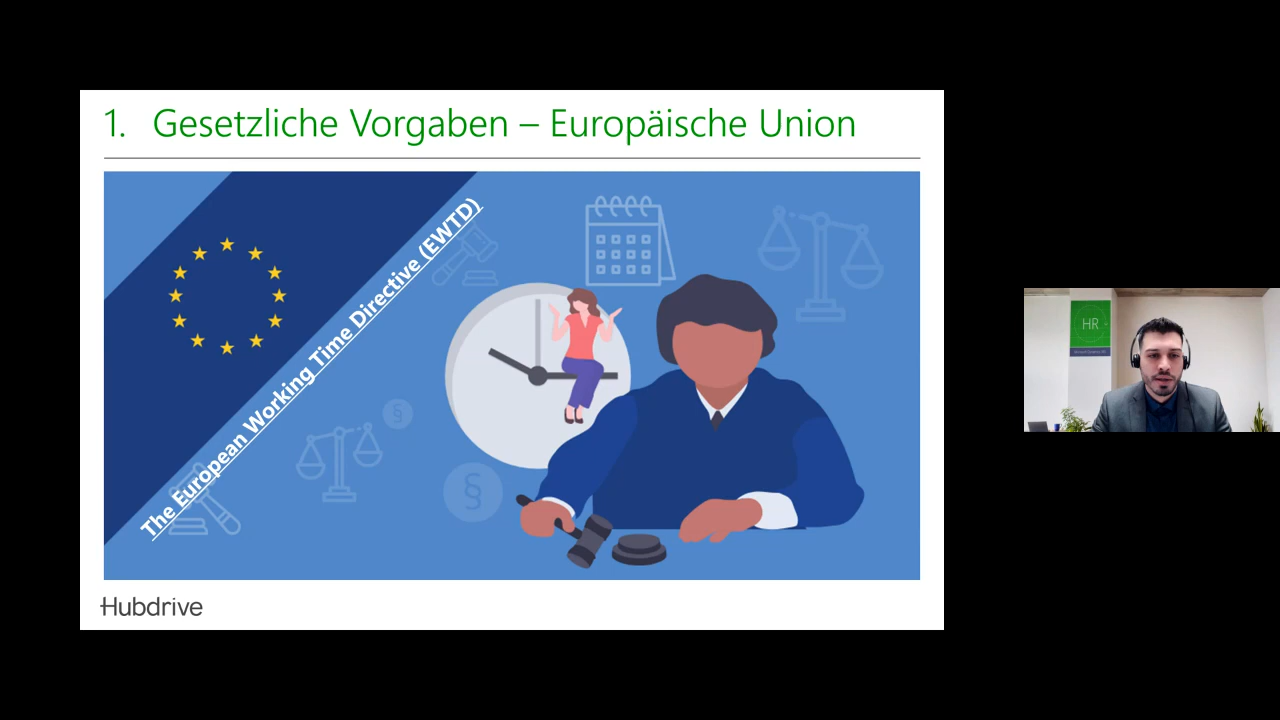 1. Gesetzliche Vorgaben – Europäische Union
The European Working Time Directive (EWTD)
§
§
Hubdrive
HR